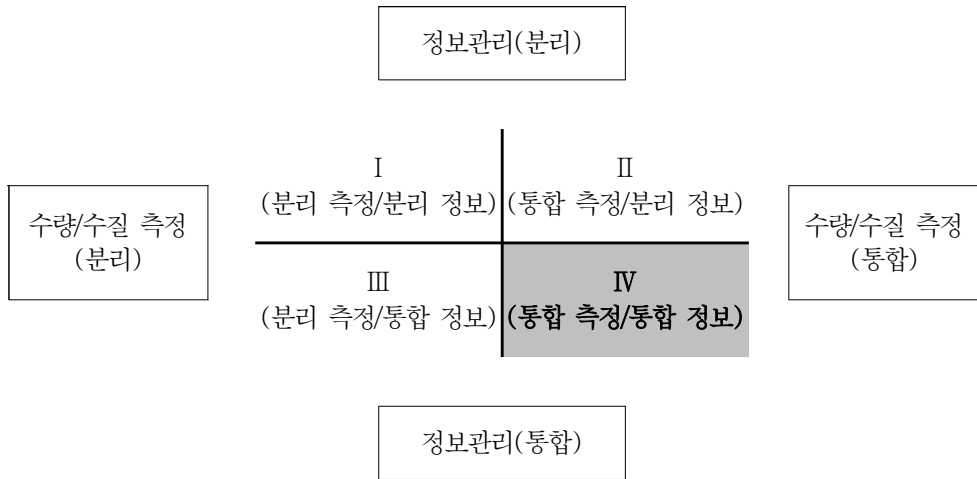 정보관리(분리)
Ⅰ
(분리 측정/분리 정보)
Ⅱ
(통합 측정/분리 정보)
수량/수질 측정
(분리)
수량/수질 측정
(통합)
Ⅲ
(분리 측정/통합 정보)
Ⅳ
(통합 측정/통합 정보)
정보관리(통합)